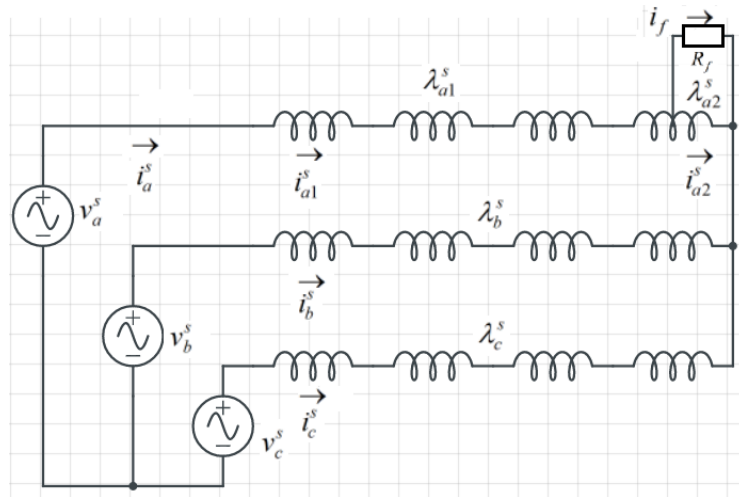 i_f
R_f
λ^s_{a1}
λ^s_{a2}
i^s_a
i^s_{a1}
i^s_{a2}
v^s_a
λ^s_b
i^s_b
v^s_b
λ^s_c
i^s_c
v^s_c